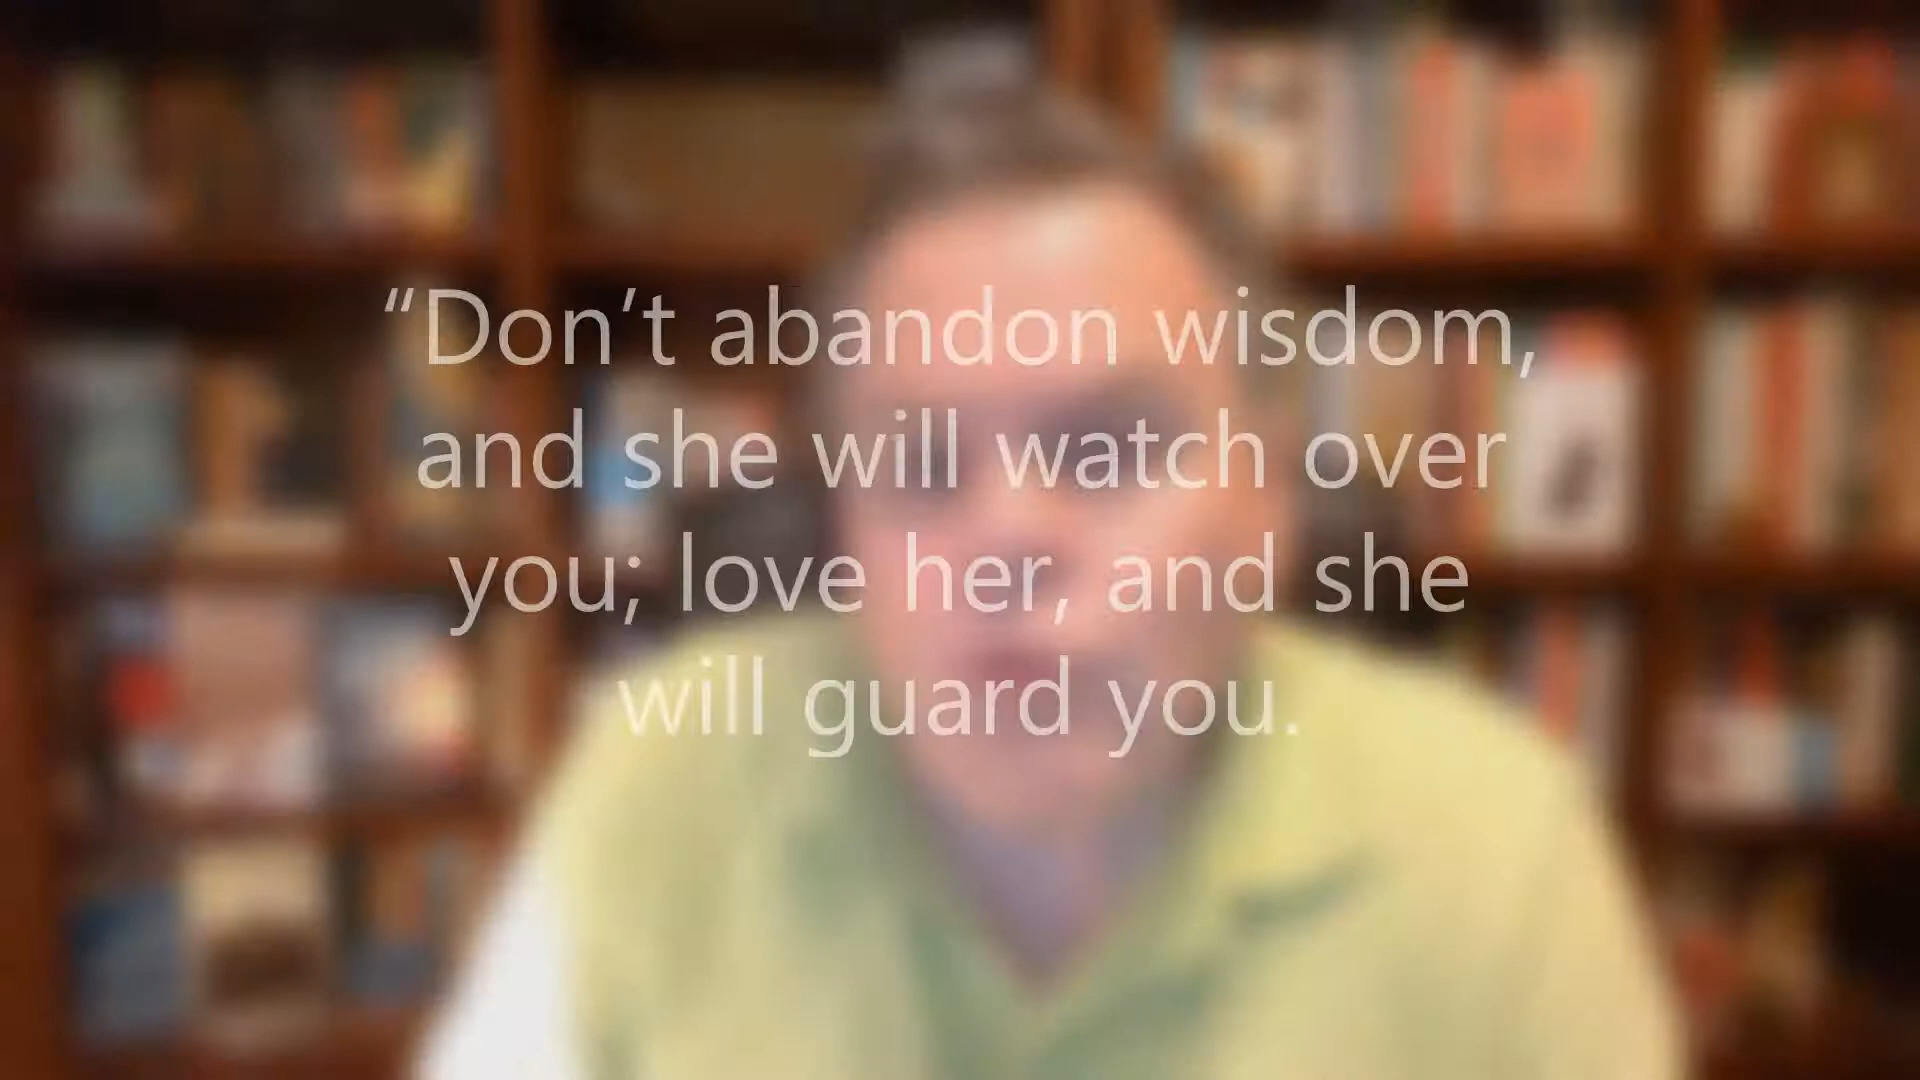 “Don’t abandon wisdom,
and she will watch over
you; love her, and she
will guard you.